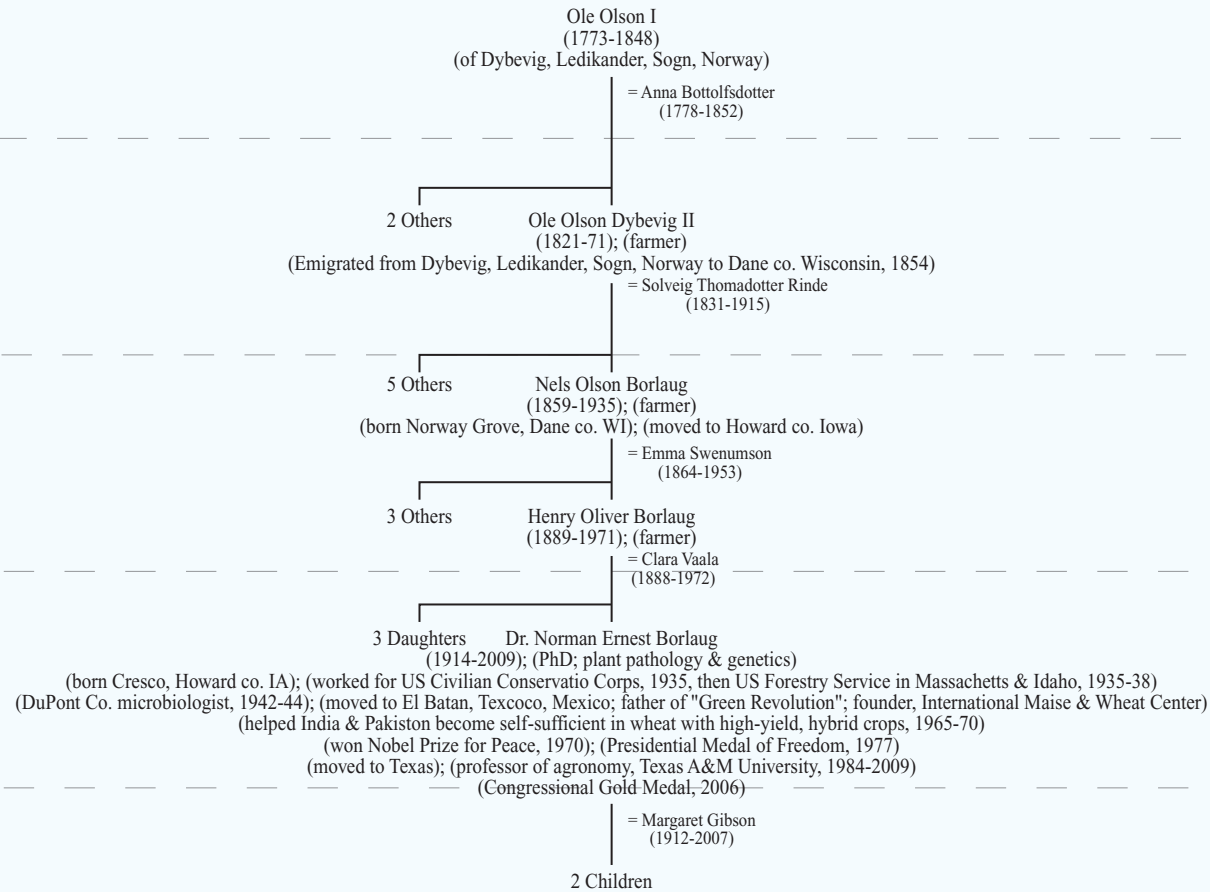 Ole Olson I
(1773-1848)
(of Dybevig, Ledikander, Sogn, Norway)
= Anna Bottolfsdotter
(1778-1852)
2 Others
Ole Olson Dybevig II
(1821-71); (farmer)
(Emigrated from Dybevig, Ledikander, Sogn, Norway to Dane co. Wisconsin, 1854)
= Solveig Thomadotter Rinde
(1831-1915)
5 Others
Nels Olson Borlaug
(1859-1935); (farmer)
(born Norway Grove, Dane co. WI); (moved to Howard co. Iowa)
= Emma Swenumson
(1864-1953)
3 Others
Henry Oliver Borlaug
(1889-1971); (farmer)
= Clara Vaala
(1888-1972)
3 Daughters
Dr. Norman Ernest Borlaug
(1914-2009); (PhD; plant pathology & genetics)
(born Cresco, Howard co. IA); (worked for US Civilian Conservatio Corps, 1935, then US Forestry Service in Massachetts & Idaho, 1935-38)
(DuPont Co. microbiologist, 1942-44); (moved to El Batan, Texcoco, Mexico; father of "Green Revolution"; founder, International Maise & Wheat Center)
(helped India & Pakiston become self-sufficient in wheat with high-yield, hybrid crops, 1965-70)
(won Nobel Prize for Peace, 1970); (Presidential Medal of Freedom, 1977)
(moved to Texas); (professor of agronomy, Texas A&M University, 1984-2009)
(Congressional Gold Medal, 2006)
= Margaret Gibson
(1912-2007)
2 Children